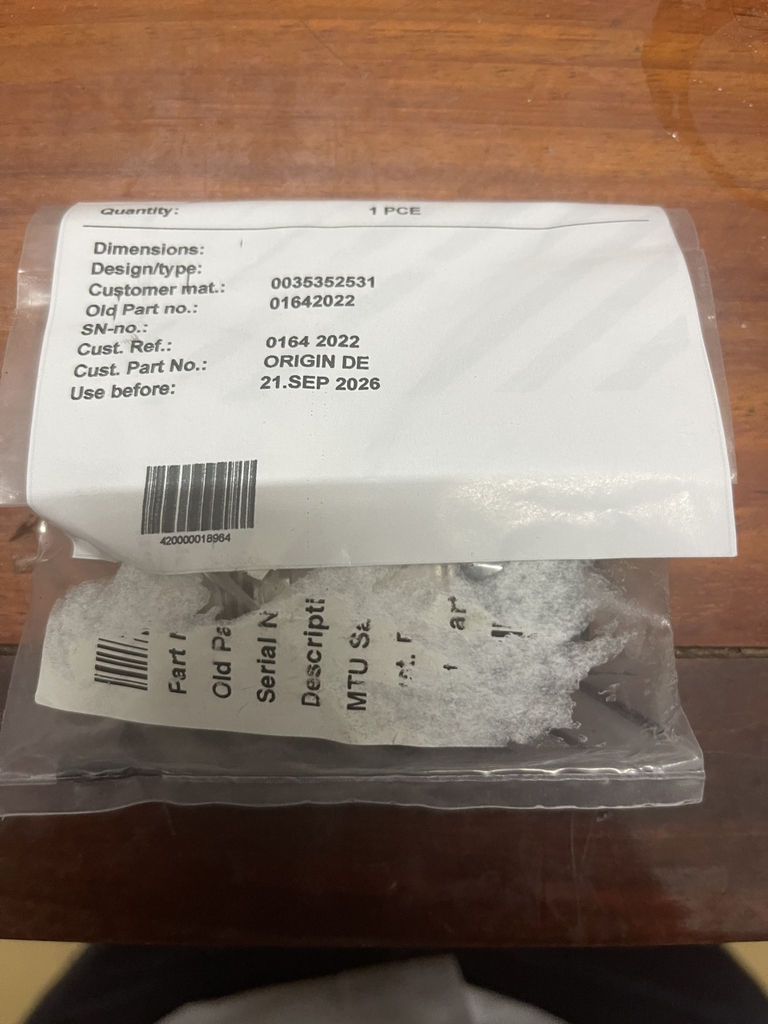 Quantity: 1 PCE
Dimensions:
Design/type:
Customer mat.: 0035352531
Old Part no.: 01642022
SN-no.:
Cust. Ref.: 0164 2022
Cust. Part No.: ORIGIN DE
Use before: 21.SEP 2026
420000018964
Part
Old Pa
Serial N
Descripti
MTU Sa